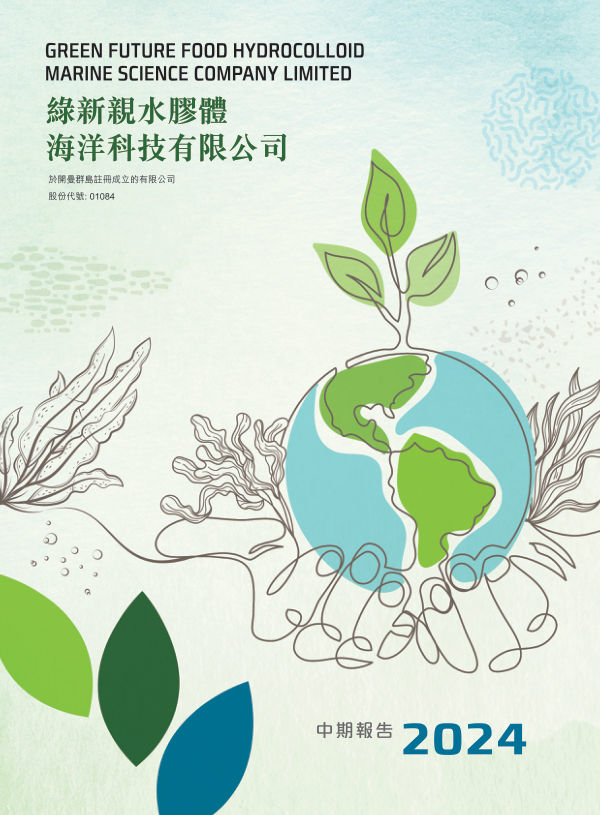 GREEN FUTURE FOOD HYDROCOLLOID
MARINE SCIENCE COMPANY LIMITED
綠新親水膠體
海洋科技有限公司
於開曼群島註冊成立的有限公司
股份代號: 01084
中期報告 2024